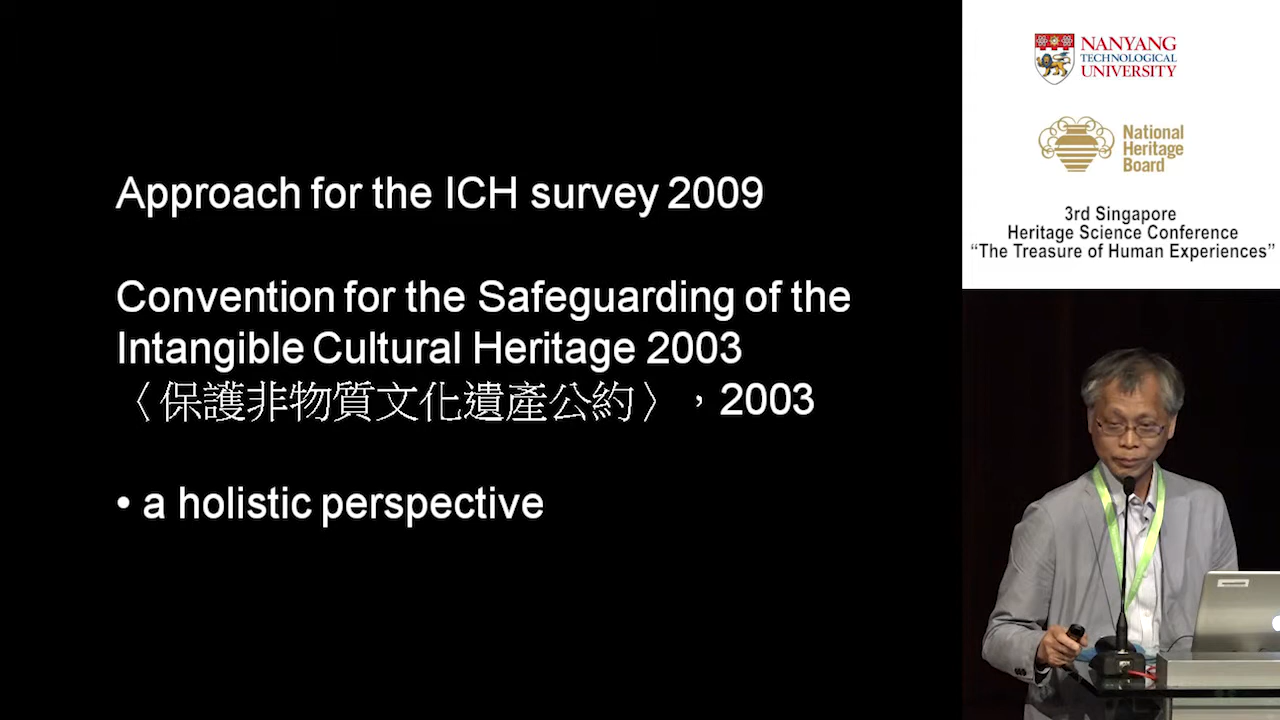 Approach for the ICH survey 2009
Convention for the Safeguarding of the
Intangible Cultural Heritage 2003
〈保護非物質文化遺產公約〉，2003
• a holistic perspective
NANYANG
TECHNOLOGICAL
UNIVERSITY
National
Heritage
Board
3rd Singapore
Heritage Science Conference
“The Treasure of Human Experiences”